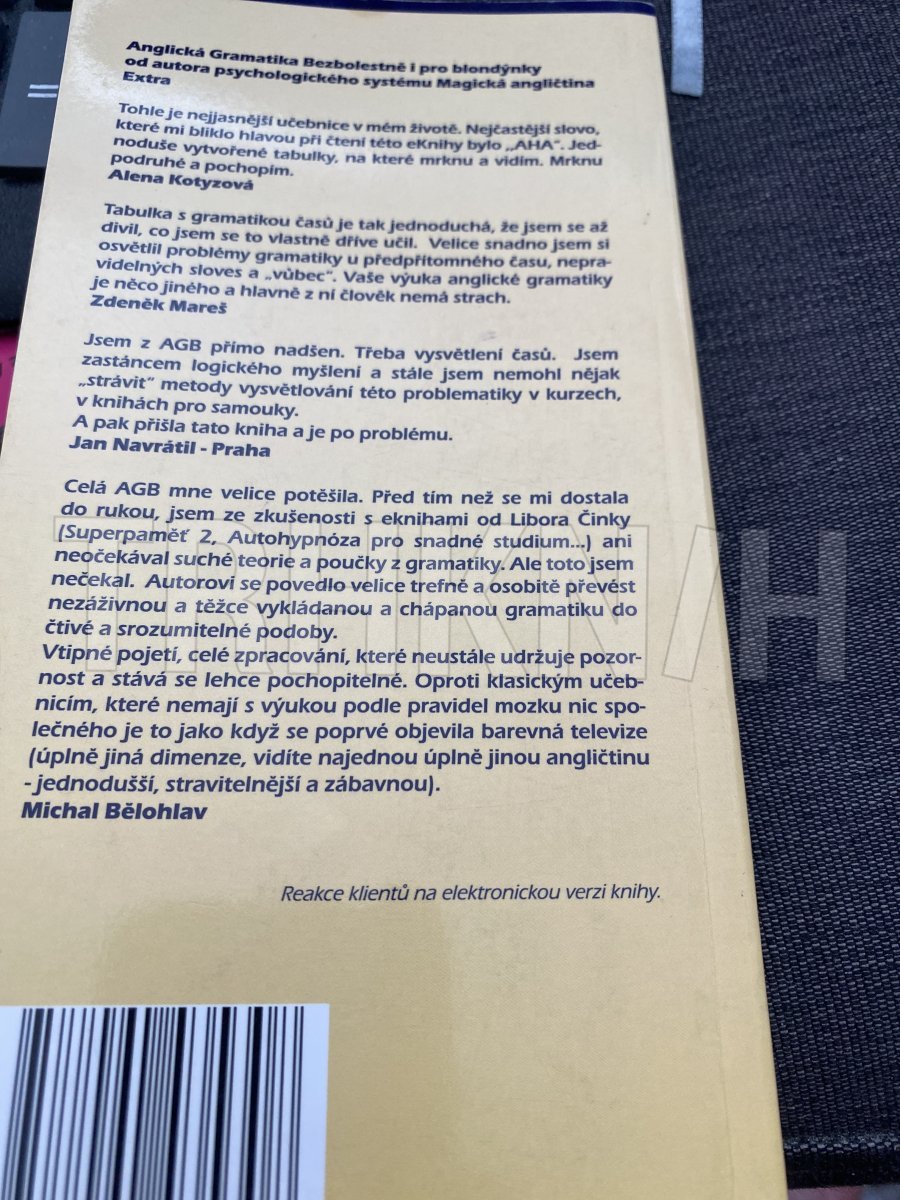 Anglická Gramatika Bezbolestně i pro blondýnky
od autora psychologického systému Magická angličtina
Extra
Tohle je nejjasnější učebnice v mém životě. Nejčastější slovo,
které mi bliklo hlavou při čtení této eKnihy bylo „AHA“. Jed-
noduše vytvořené tabulky, na které mrknu a vidím. Mrknu
podruhé a pochopím.
Alena Kotyzová
Tabulka s gramatikou časů je tak jednoduchá, že jsem se až
divil, co jsem se to vlastně dříve učil. Velice snadno jsem si
osvětlil problémy gramatiky u předpřítomného času, nepra-
videlných sloves a „vůbec“. Vaše výuka anglické gramatiky
je něco jiného a hlavně z ní člověk nemá strach.
Zdeněk Mareš
Jsem z AGB přímo nadšen. Třeba vysvětlení časů. Jsem
zastáncem logického myšlení a stále jsem nemohl nějak
„strávit“ metody vysvětlování této problematiky v kurzech,
v knihách pro samouky.
A pak přišla tato kniha a je po problému.
Jan Navrátil - Praha
Celá AGB mne velice potěšila. Před tím než se mi dostala
do rukou, jsem ze zkušenosti s eknihami od Libora Činky
(Superpaměť 2, Autohypnóza pro snadné studium...) ani
neočekával suché teorie a poučky z gramatiky. Ale toto jsem
nečekal. Autorovi se povedlo velice trefné a osobitě převést
nezáživnou a těžce vykládanou a chápanou gramatiku do
čtivé a srozumitelné podoby.
Vtipné pojetí, celé zpracování, které neustále udržuje pozor-
nost a stává se lehce pochopitelné. Oproti klasickým učeb-
nicím, které nemají s výukou podle pravidel mozku nic spo-
lečného je to jako když se poprvé objevila barevná televize
(úplně jiná dimenze, vidíte najednou úplně jinou angličtinu
- jednodušší, stravitelnější a zábavnou).
Michal Bělohlav
Reakce klientů na elektronickou verzi knihy.
TRHKNIH